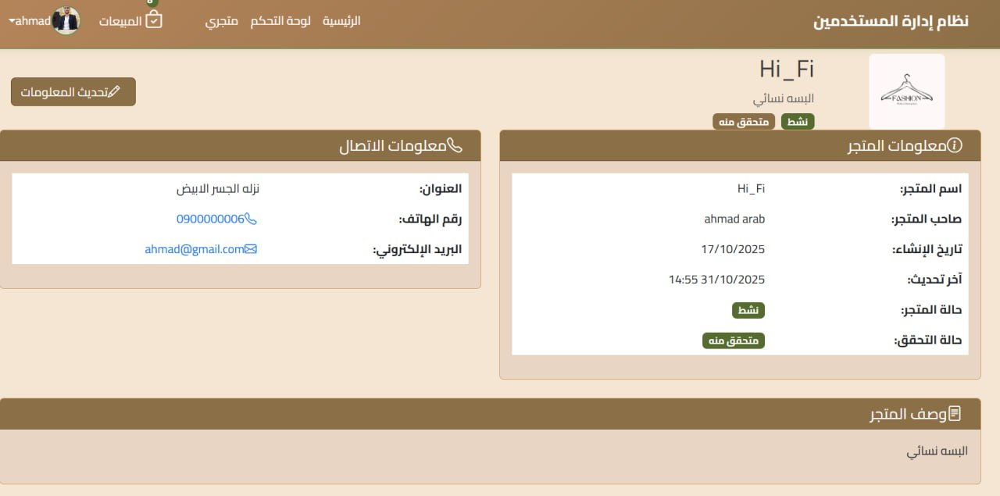 نظام إدارة المستخدمين
الرئيسية لوحة التحكم متجري
المبيعات
ahmad
FASHION
Hi_Fi
البسه نسائي
نشط متحقق منه
تحديث المعلومات
معلومات المتجر
اسم المتجر: Hi_Fi
صاحب المتجر: ahmad arab
تاريخ الإنشاء: 17/10/2025
آخر تحديث: 31/10/2025 14:55
حالة المتجر: نشط
حالة التحقق: متحقق منه
معلومات الاتصال
العنوان: نزله الجسر الابيض
رقم الهاتف: 0900000006
البريد الإلكتروني: ahmad@gmail.com
وصف المتجر
البسه نسائي